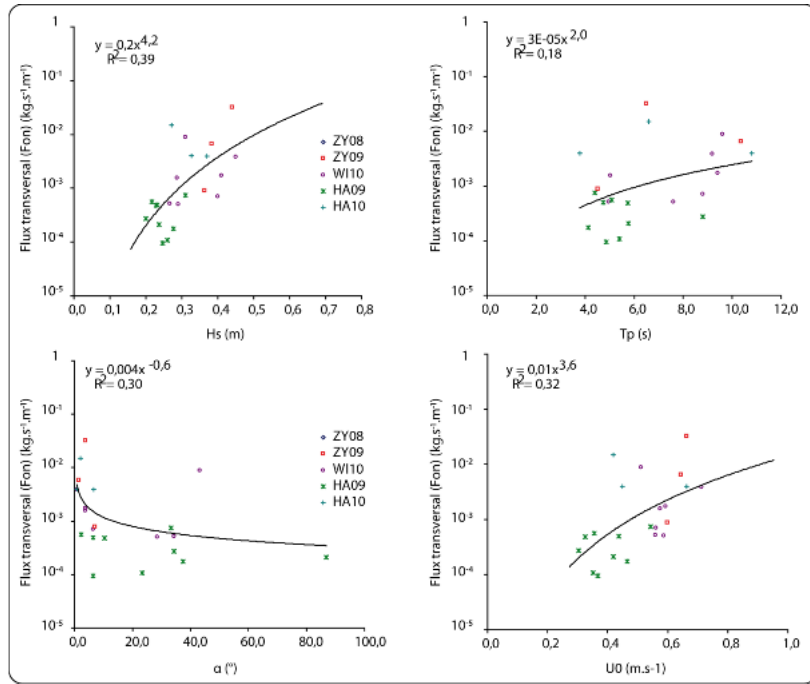 y = 0,2x4,2
R2 = 0,39
Flux transversal (Fon) (kg.s-1.m-1)
1
10-1
10-2
10-3
10-4
10-5
0,0 0,1 0,2 0,3 0,4 0,5 0,6 0,7 0,8
Hs (m)
ZY08
ZY09
WI10
HA09
HA10
y = 3E-05x2,0
R2 = 0,18
Flux transversal (Fon) (kg.s-1.m-1)
1
10-1
10-2
10-3
10-4
10-5
0,0 2,0 4,0 6,0 8,0 10,0 12,0
Tp (s)
y = 0,004x -0,6
R2 = 0,30
Flux transversal (Fon) (kg.s-1.m-1)
1
10-1
10-2
10-3
10-4
10-5
0,0 20,0 40,0 60,0 80,0 100,0
α (°)
ZY08
ZY09
WI10
HA09
HA10
y = 0,01x3,6
R2 = 0,32
Flux transversal (Fon) (kg.s-1.m-1)
1
10-1
10-2
10-3
10-4
10-5
0,0 0,2 0,4 0,6 0,8 1,0
U0 (m.s-1)